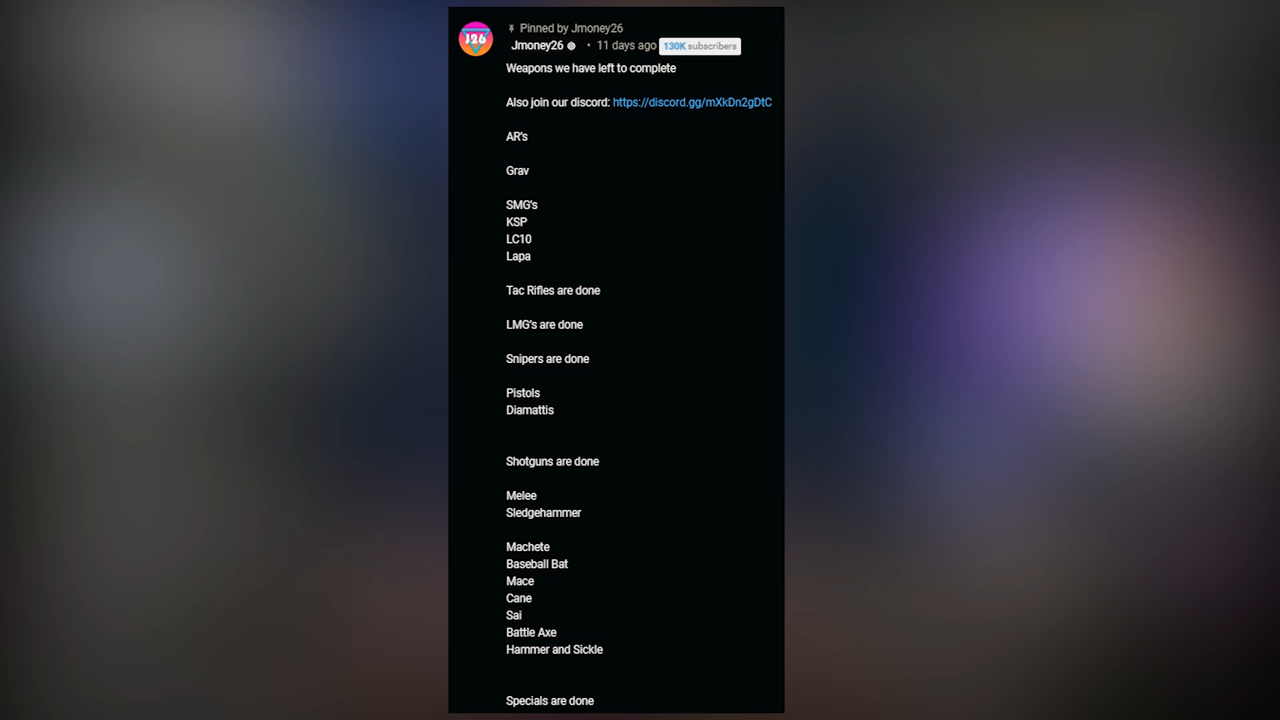 Pinned by Jmoney26
J26
Jmoney26 • 11 days ago 130K subscribers
Weapons we have left to complete
Also join our discord: https://discord.gg/mXkDn2gDtC
AR's
Grav
SMG's
KSP
LC10
Lapa
Tac Rifles are done
LMG's are done
Snipers are done
Pistols
Diamattis
Shotguns are done
Melee
Sledgehammer
Machete
Baseball Bat
Mace
Cane
Sai
Battle Axe
Hammer and Sickle
Specials are done